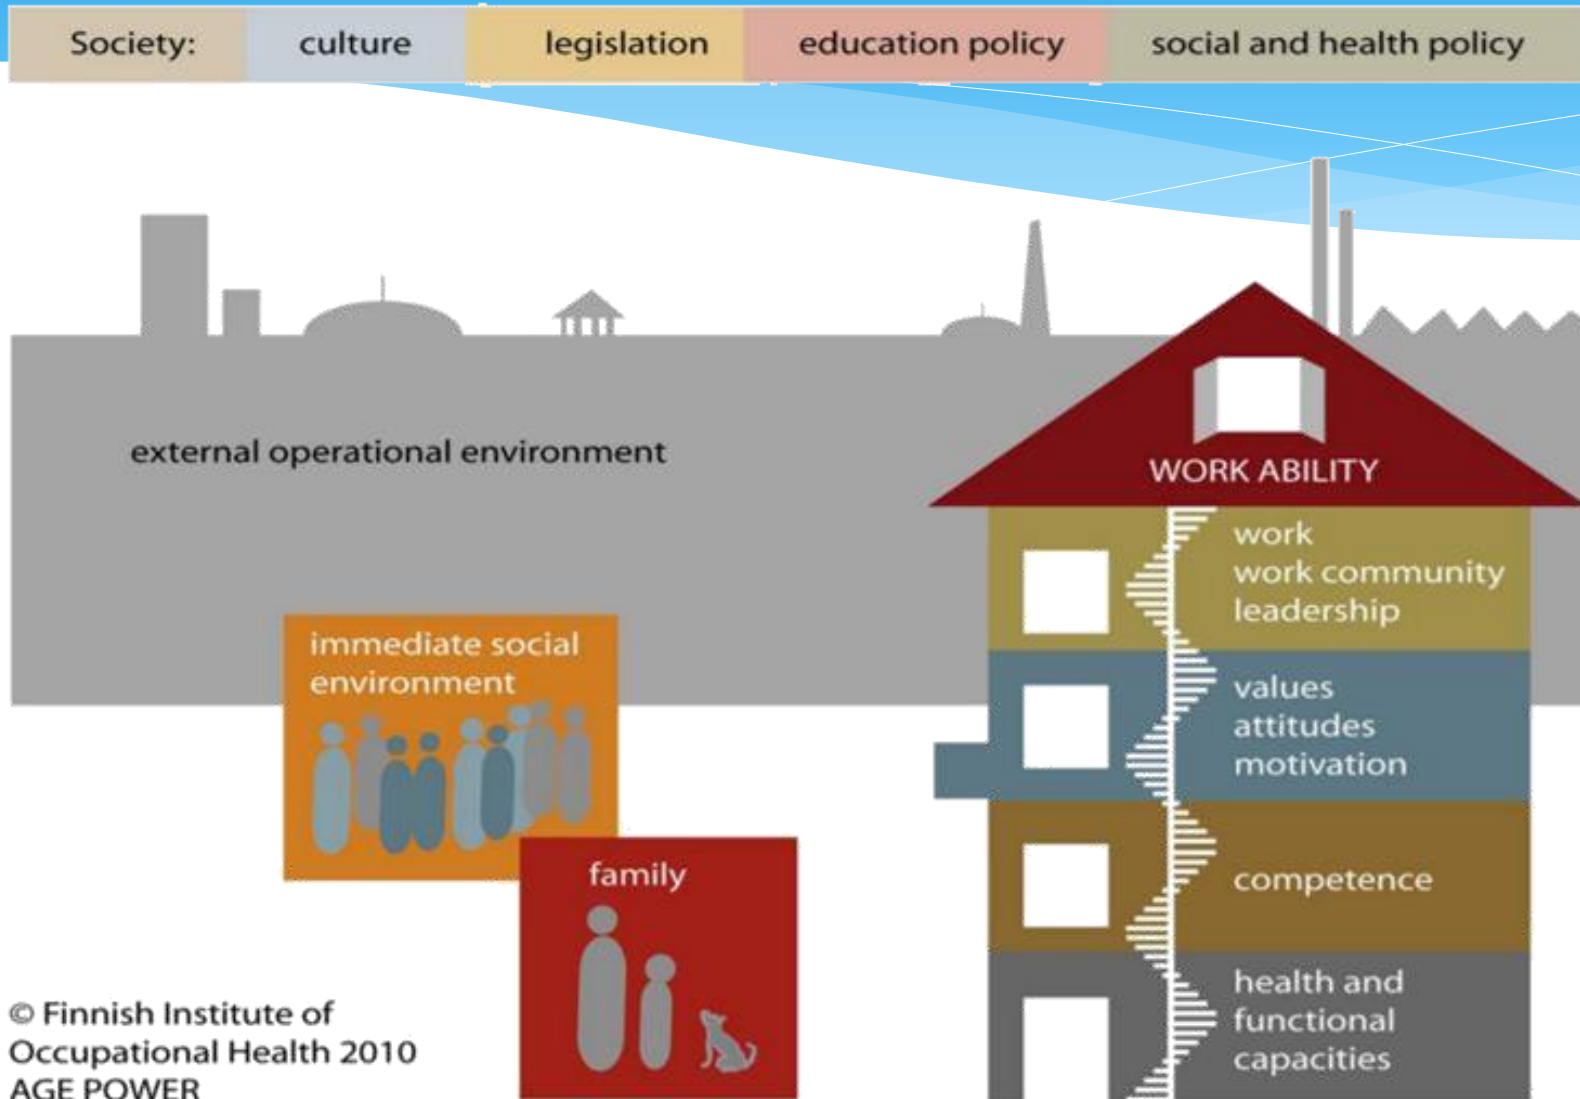 Society: culture legislation education policy social and health policy
external operational environment
WORK ABILITY
work
work community
leadership
immediate social
environment
values
attitudes
motivation
family
competence
health and
functional
capacities
© Finnish Institute of
Occupational Health 2010
AGE POWER